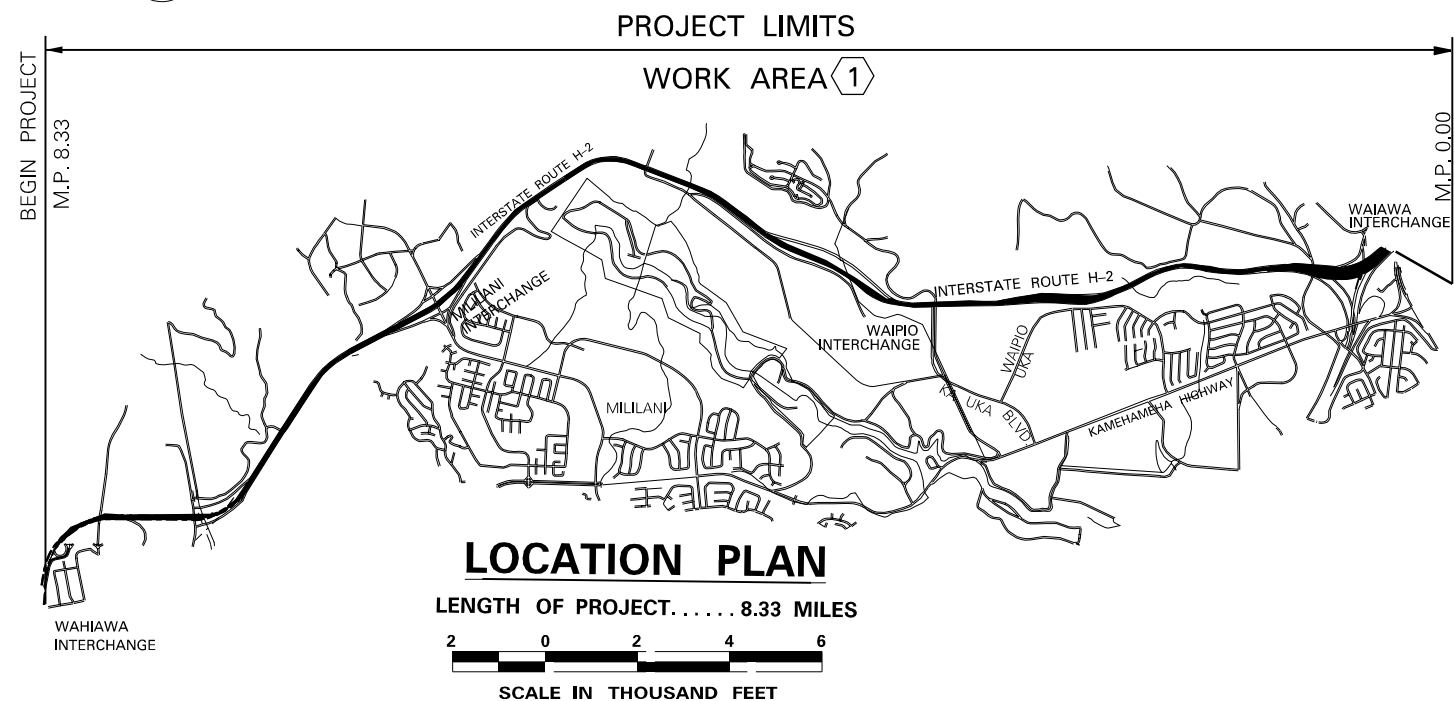 PROJECT LIMITS
WORK AREA 1
BEGIN PROJECT
M.P. 8.33
M.P. 0.00
INTERSTATE ROUTE H-2
WAIAWA
INTERCHANGE
MILILANI
INTERCHANGE
INTERSTATE ROUTE H-2
WAIPIO
INTERCHANGE
WAIPIO
UKA
MILILANI
KA UKA BLVD.
KAMEHAMEHA HIGHWAY
LOCATION PLAN
LENGTH OF PROJECT...... 8.33 MILES
WAHIAWA
INTERCHANGE
2 0 2 4 6
SCALE IN THOUSAND FEET